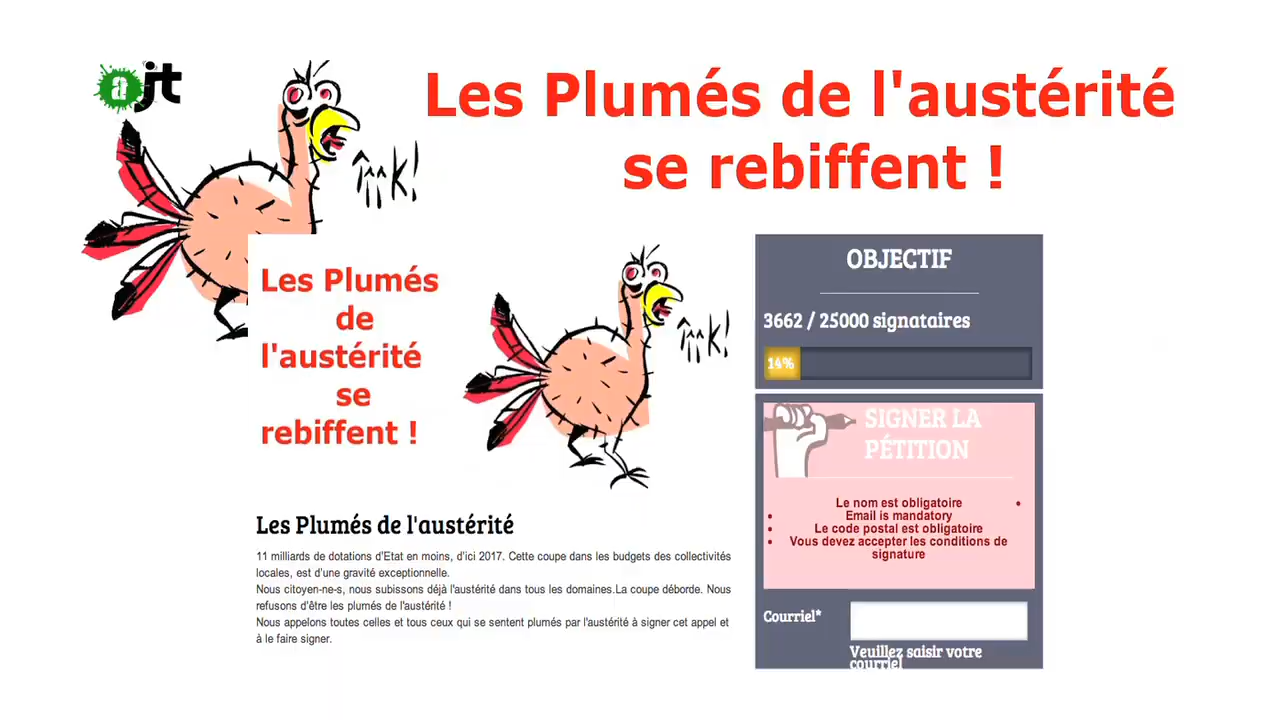 ajt
Les Plumés de l'austérité
se rebiffent !
îîîk!
Les Plumés
de
l'austérité
se
rebiffent !
îîîk!
Les Plumés de l'austérité
11 milliards de dotations d'Etat en moins, d'ici 2017. Cette coupe dans les budgets des collectivités
locales, est d'une gravité exceptionnelle.
Nous citoyen-ne-s, nous subissons déjà l'austérité dans tous les domaines.La coupe déborde. Nous
refusons d'être les plumés de l'austérité !
Nous appelons toutes celles et tous ceux qui se sentent plumés par l'austérité à signer cet appel et
à le faire signer.
OBJECTIF
3662 / 25000 signataires
14%
SIGNER LA
PÉTITION
Le nom est obligatoire
Email is mandatory
Le code postal est obligatoire
Vous devez accepter les conditions de
signature
Courriel*
Veuillez saisir votre
courriel